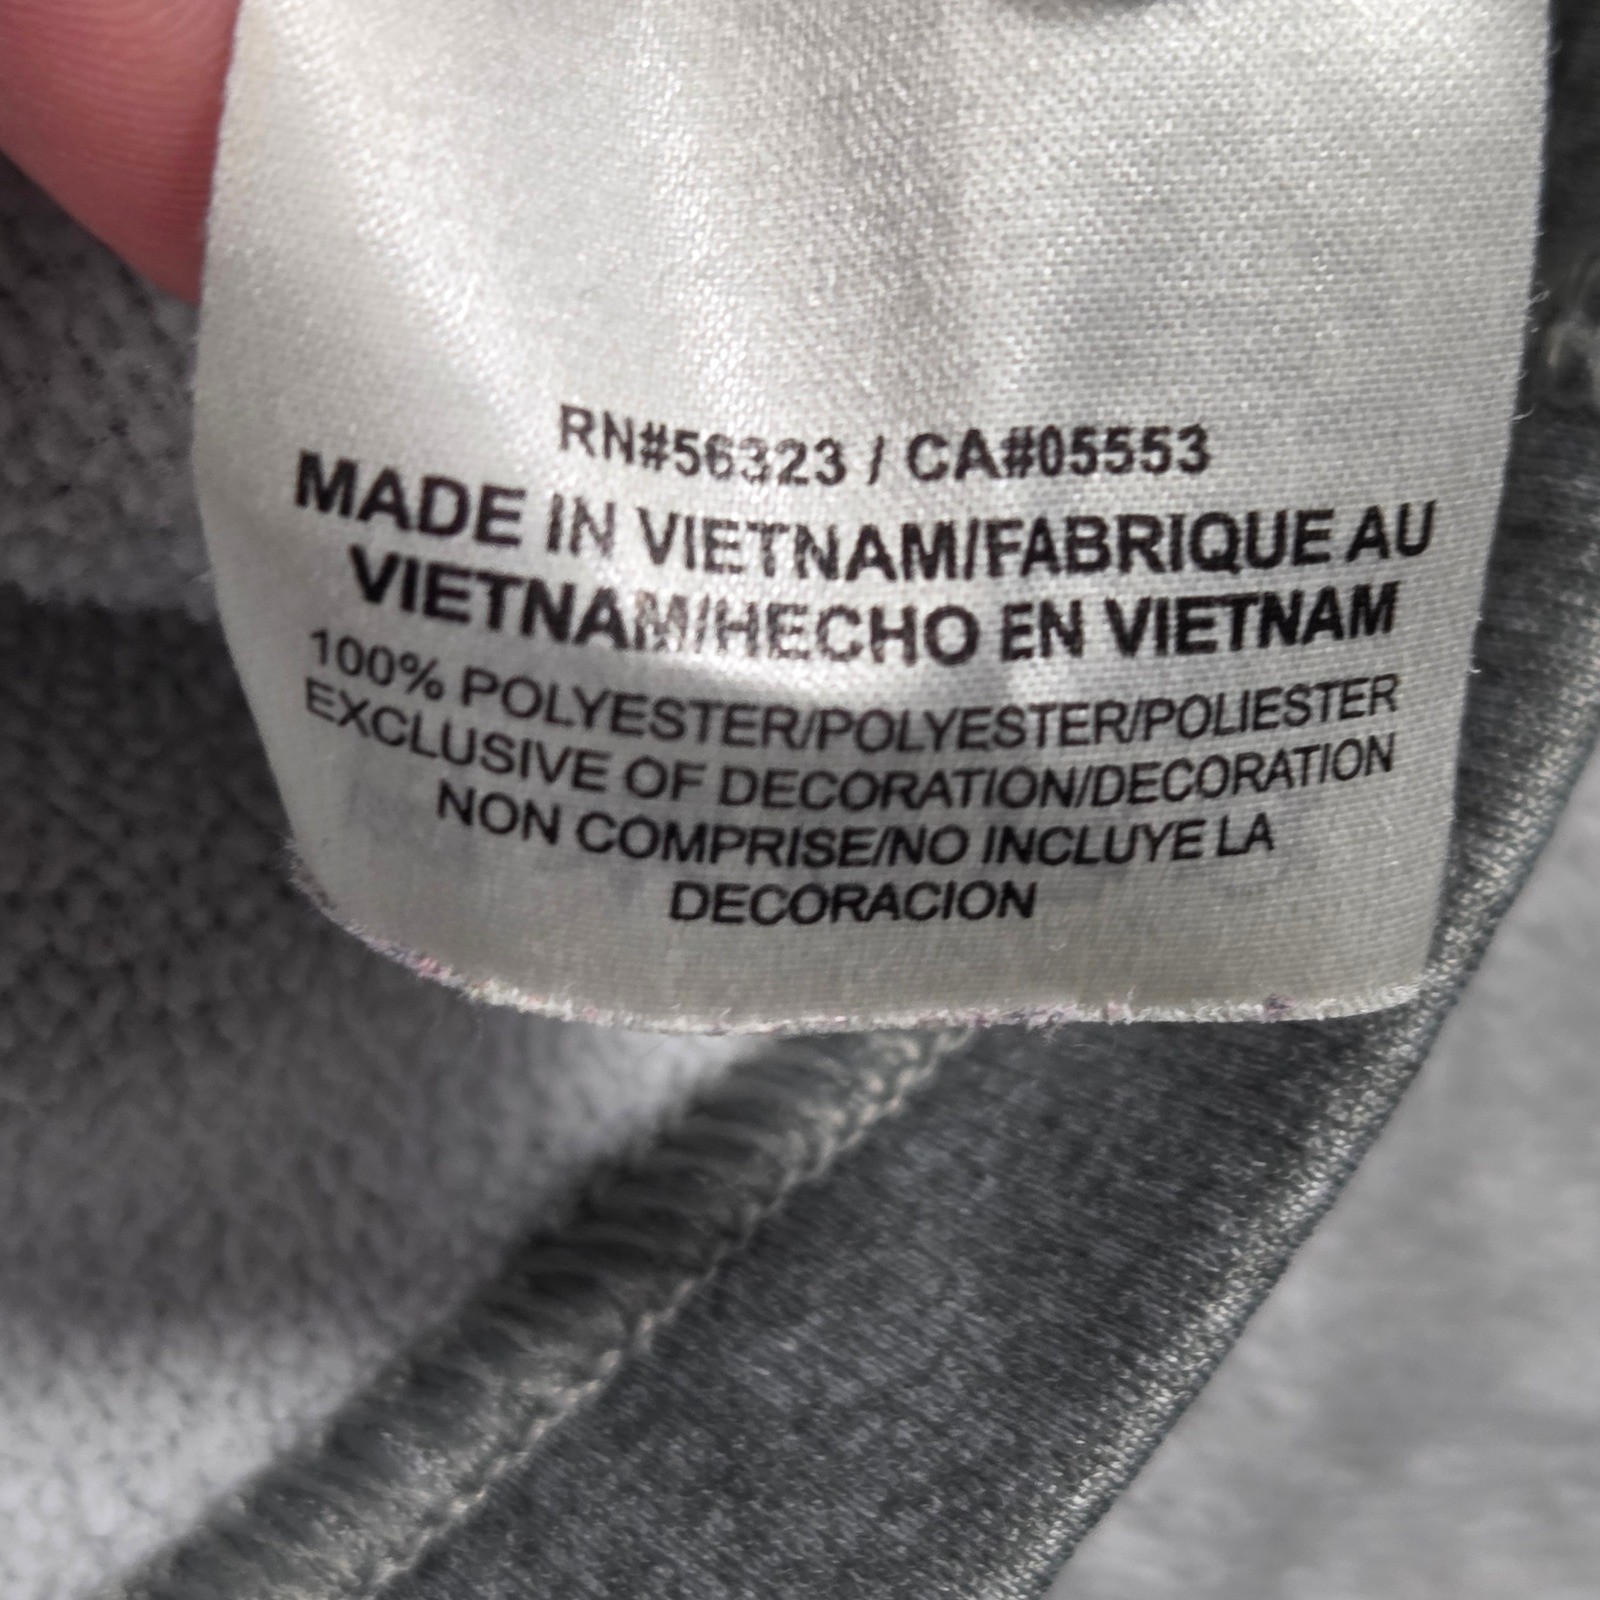 RN#56323 / CA#05553
MADE IN VIETNAM/FABRIQUE AU
VIETNAM/HECHO EN VIETNAM
100% POLYESTER/POLYESTER/POLIESTER
EXCLUSIVE OF DECORATION/DECORATION
NON COMPRISE/NO INCLUYE LA
DECORACION